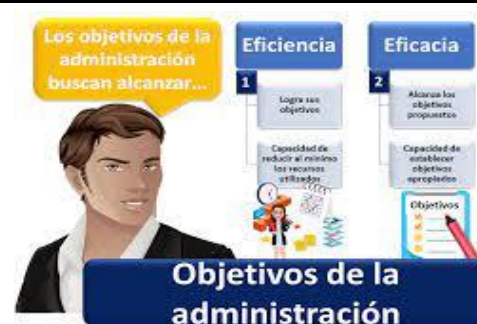 Los objetivos de la
administración
buscan alcanzar...
Eficiencia
1
Logra sus
objetivos
Capacidad de
reducir al mínimo
los recursos
utilizados
Eficacia
2
Alcanza los
objetivos
propuestos
Capacidad de
establecer
objetivos
apropiados
Objetivos
Objetivos de la
administración